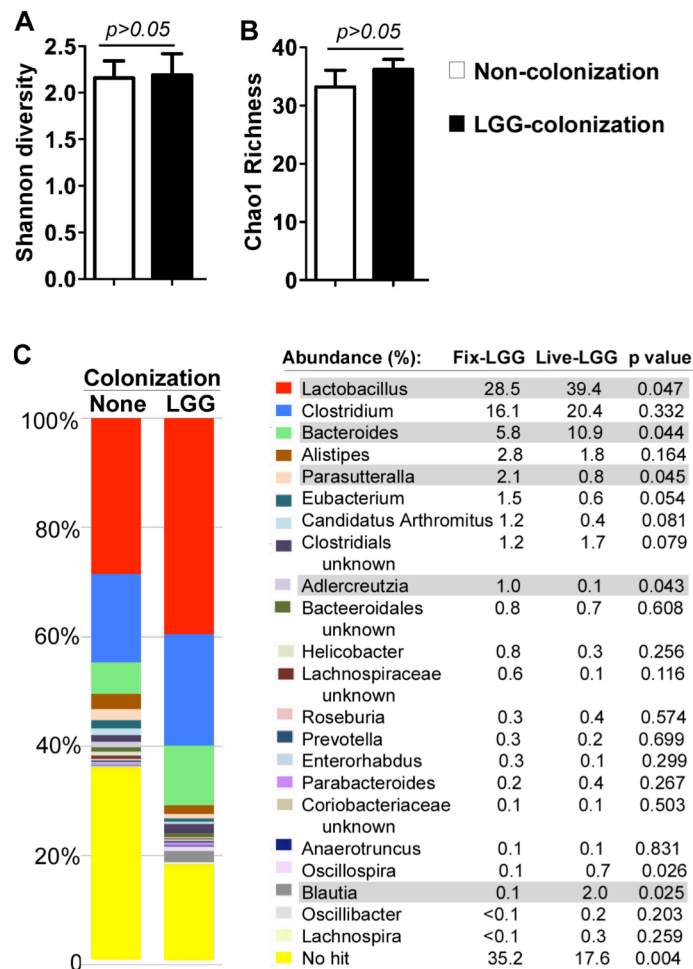 A
p>0.05
Shannon diversity
2.5
2.0
1.5
1.0
0.5
0.0
B
p>0.05
Chao1 Richness
40
30
20
10
0
Non-colonization
LGG-colonization
C
Colonization
None LGG
100%
80%
60%
40%
20%
0
Abundance (%): Fix-LGG Live-LGG p value
Lactobacillus 28.5 39.4 0.047
Clostridium 16.1 20.4 0.332
Bacteroides 5.8 10.9 0.044
Alistipes 2.8 1.8 0.164
Parasutteralla 2.1 0.8 0.045
Eubacterium 1.5 0.6 0.054
Candidatus Arthromitus 1.2 0.4 0.081
Clostridials 1.2 1.7 0.079
unknown
Adlercreutzia 1.0 0.1 0.043
Bacteeroidales 0.8 0.7 0.608
unknown
Helicobacter 0.8 0.3 0.256
Lachnospiraceae 0.6 0.1 0.116
unknown
Roseburia 0.3 0.4 0.574
Prevotella 0.3 0.2 0.699
Enterorhabdus 0.3 0.1 0.299
Parabacteroides 0.2 0.4 0.267
Coriobacteriaceae 0.1 0.1 0.503
unknown
Anaerotruncus 0.1 0.1 0.831
Oscillospira 0.1 0.7 0.026
Blautia 0.1 2.0 0.025
Oscillibacter <0.1 0.2 0.203
Lachnospira <0.1 0.3 0.259
No hit 35.2 17.6 0.004